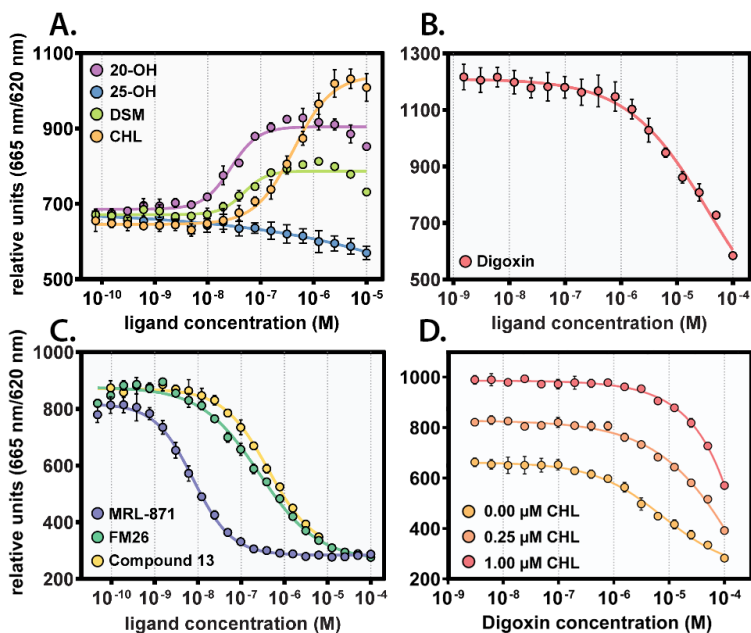 A.
relative units (665 nm/620 nm)
1100
900
700
500
20-OH
25-OH
DSM
CHL
10⁻¹⁰ 10⁻⁹ 10⁻⁸ 10⁻⁷ 10⁻⁶ 10⁻⁵
ligand concentration (M)
B.
1300
1100
900
700
500
Digoxin
10⁻⁹ 10⁻⁸ 10⁻⁷ 10⁻⁶ 10⁻⁵ 10⁻⁴
ligand concentration (M)
C.
relative units (665 nm/620 nm)
1000
800
600
400
200
MRL-871
FM26
Compound 13
10⁻¹⁰ 10⁻⁹ 10⁻⁸ 10⁻⁷ 10⁻⁶ 10⁻⁵ 10⁻⁴
ligand concentration (M)
D.
1000
800
600
400
200
0.00 µM CHL
0.25 µM CHL
1.00 µM CHL
10⁻⁹ 10⁻⁸ 10⁻⁷ 10⁻⁶ 10⁻⁵ 10⁻⁴
Digoxin concentration (M)